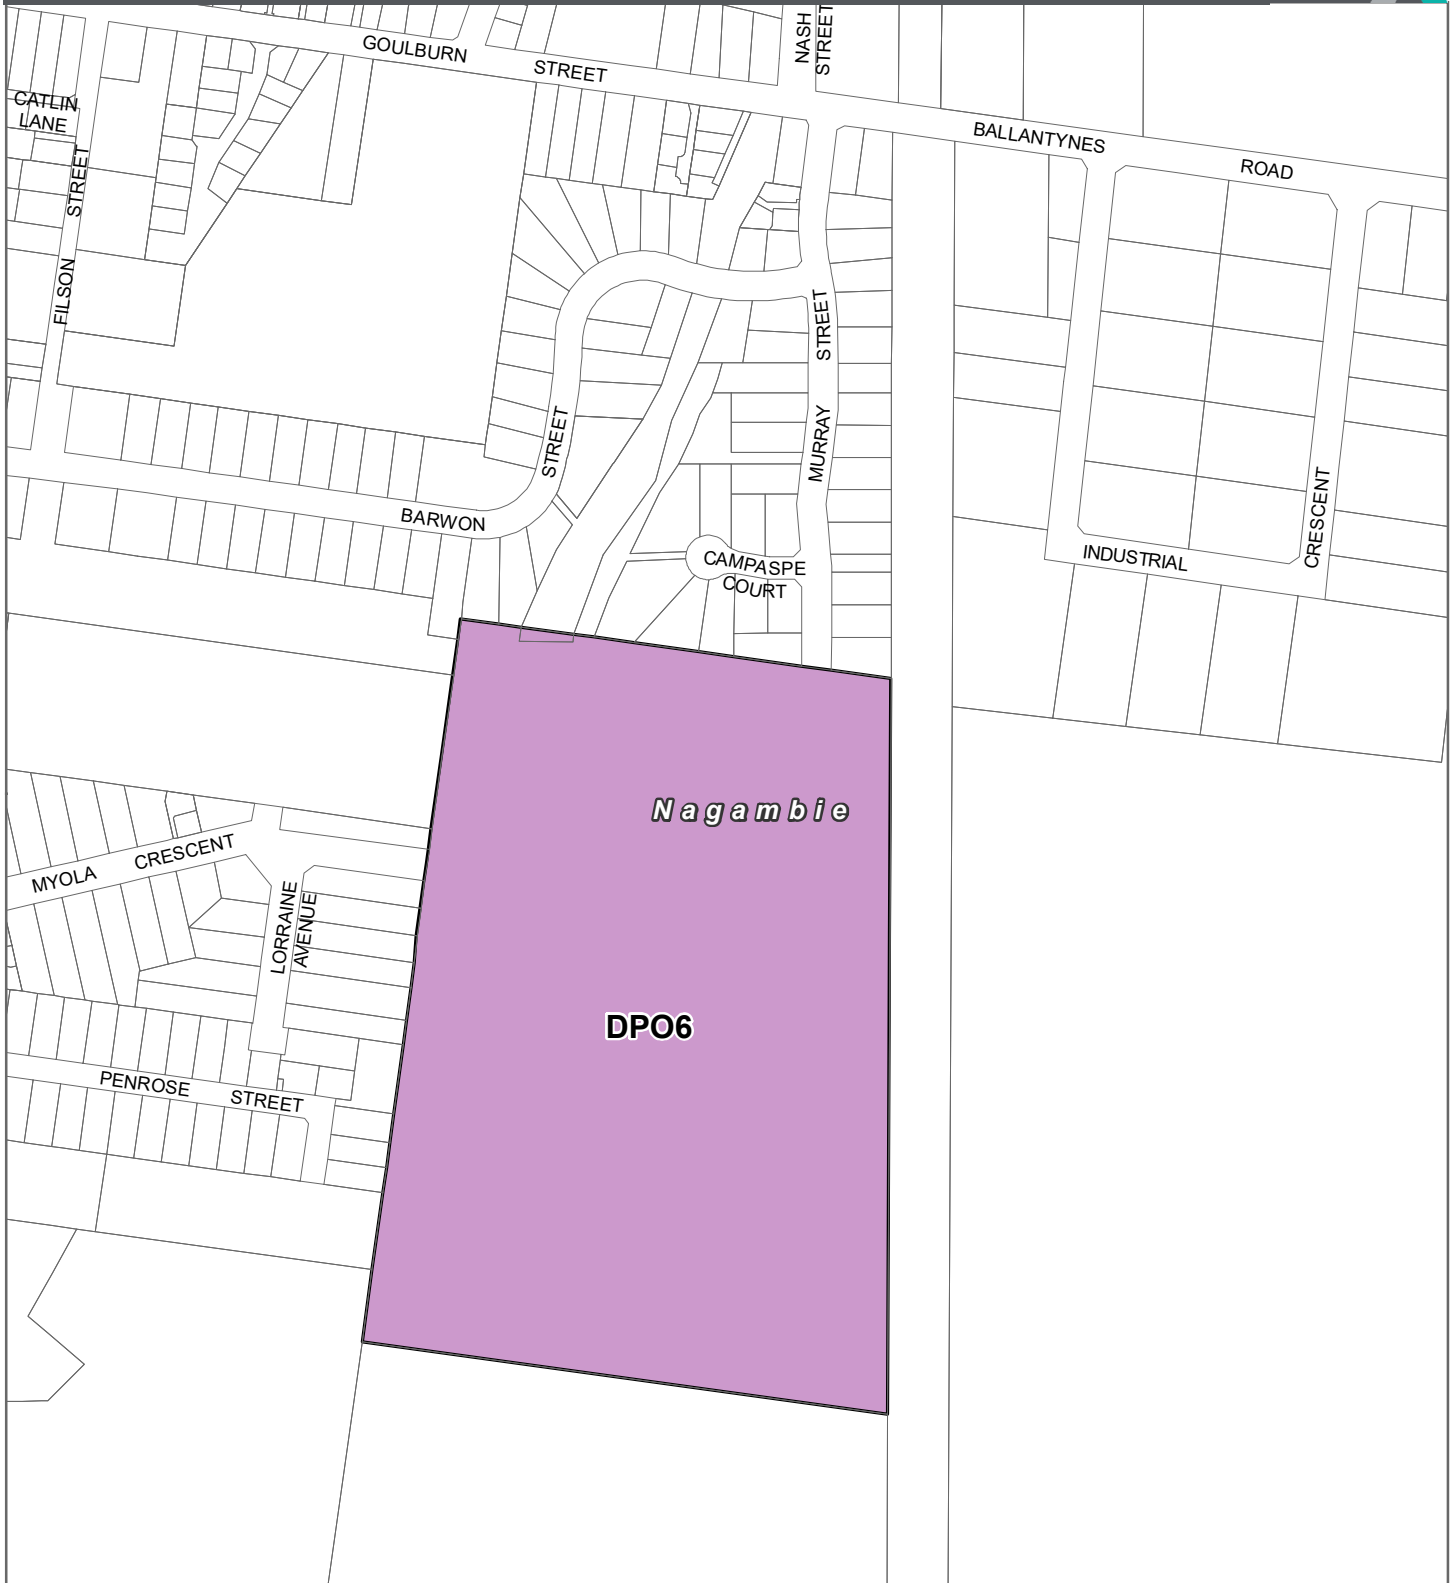 NASH
STREET
GOULBURN
STREET
CATLIN
LANE
BALLANTYNES
ROAD
FILSON
STREET
STREET
MURRAY
STREET
BARWON
CRESCENT
INDUSTRIAL
CAMPASPE
COURT
Nagambie
MYOLA
CRESCENT
LORRAINE
AVENUE
DPO6
PENROSE
STREET